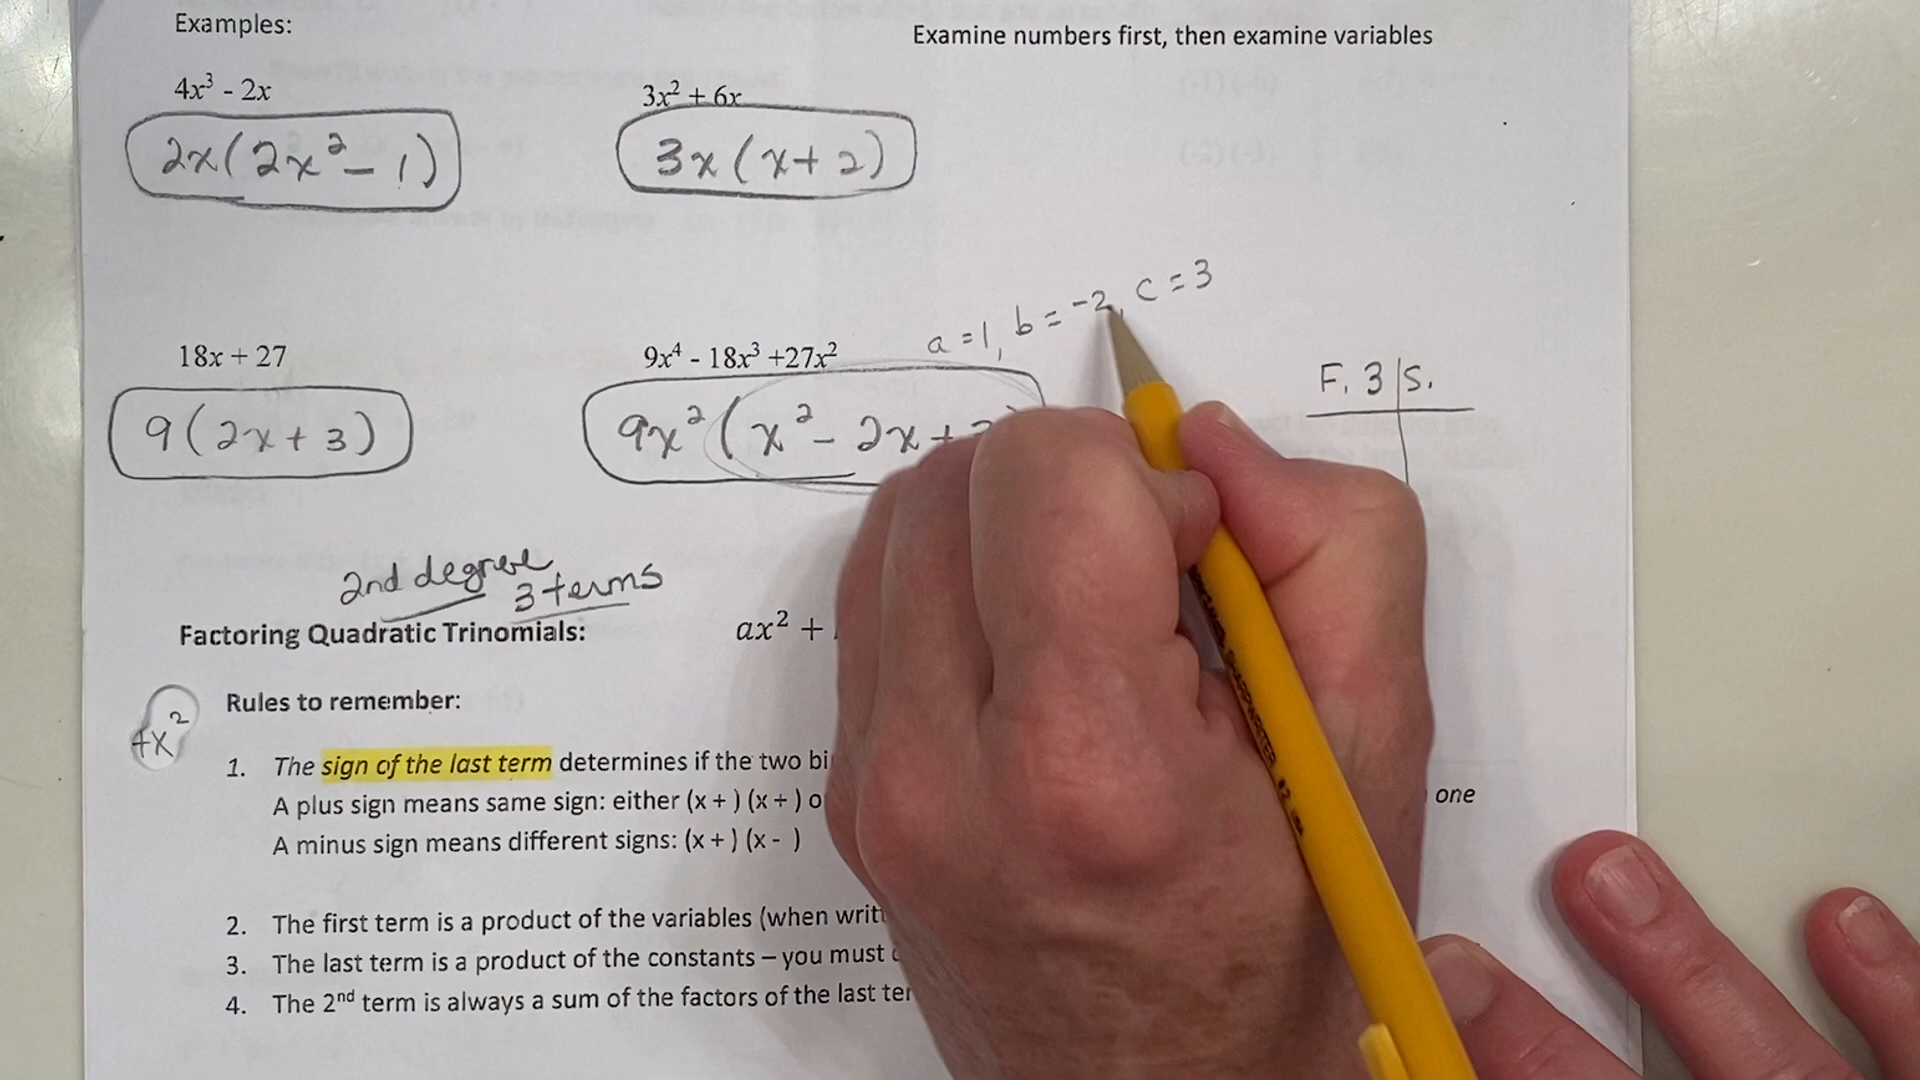 Examples:
Examine numbers first, then examine variables
4x³ - 2x
3x² + 6x
2x(2x² - 1)
3x(x + 2)
a = 1, b = -2, c = 3
18x + 27
9x⁴ - 18x³ +27x²
F. 3 | S.
9(2x + 3)
9x²(x² - 2x +
2nd degree
3 terms
Factoring Quadratic Trinomials:
ax² +
Rules to remember:
+x²
1. The sign of the last term determines if the two
A plus sign means same sign: either (x + ) (x + )
one
A minus sign means different signs: (x + ) (x - )
2. The first term is a product of the variables (when
3. The last term is a product of the constants – you must
4. The 2nd term is always a sum of the factors of the last